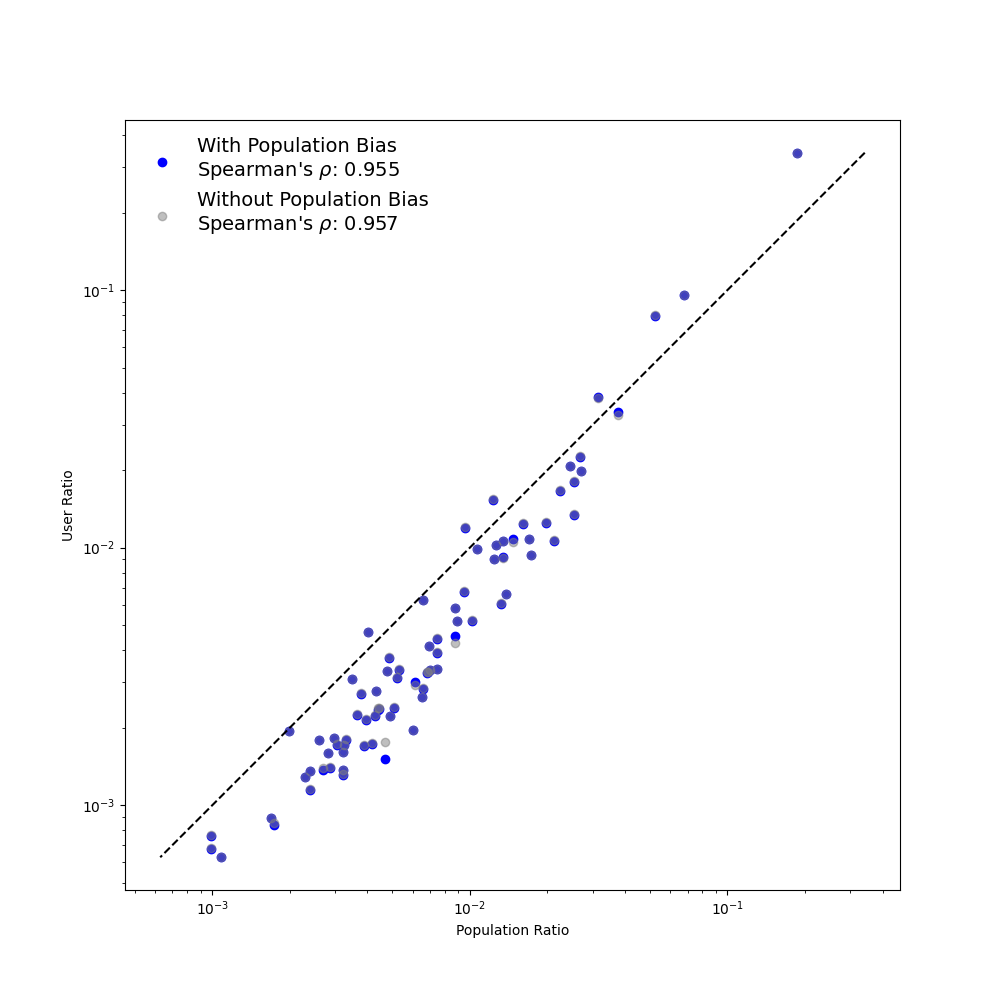 With Population Bias
Spearman's ρ: 0.955
Without Population Bias
Spearman's ρ: 0.957
User Ratio
10⁻¹
10⁻²
10⁻³
10⁻³
10⁻²
10⁻¹
Population Ratio